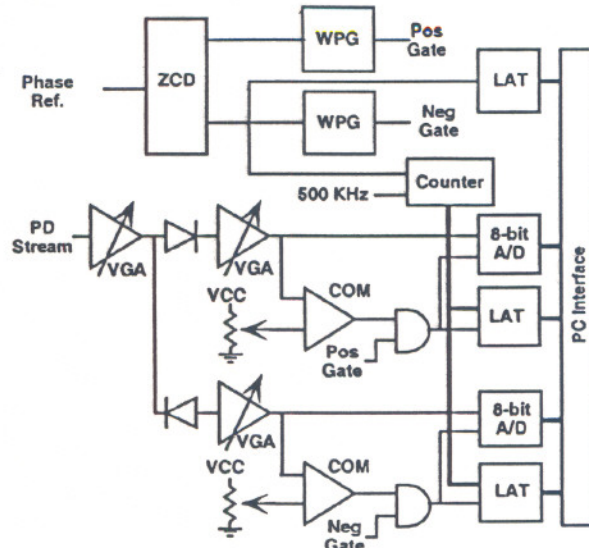 Phase Ref.
ZCD
WPG
Pos Gate
WPG
Neg Gate
LAT
Counter
500 KHz
PC Interface
PD Stream
VGA
VGA
8-bit A/D
VCC
COM
LAT
Pos Gate
VGA
8-bit A/D
VCC
COM
LAT
Neg Gate